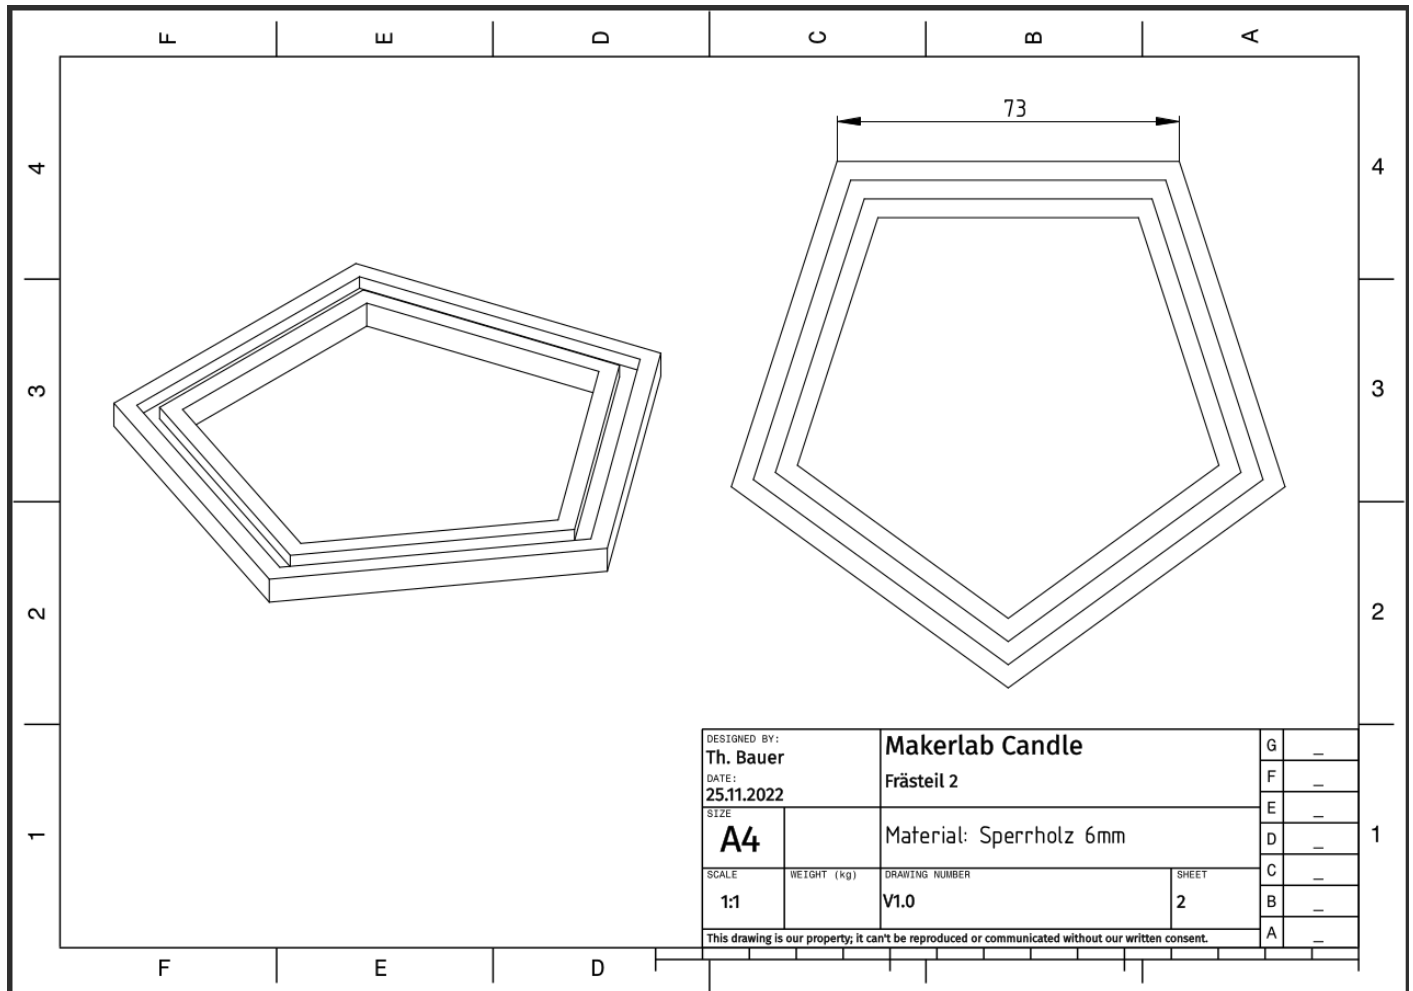 F E D C B A
73
4 4
3 3
2 2
1 1
DESIGNED BY:
Th. Bauer
DATE:
25.11.2022
Makerlab Candle
Frästeil 2
SIZE
A4
Material: Sperrholz 6mm
SCALE
1:1
WEIGHT (kg)
DRAWING NUMBER
V1.0
SHEET
2
G _
F _
E _
D _
C _
B _
A _
This drawing is our property; it can't be reproduced or communicated without our written consent.
F E D